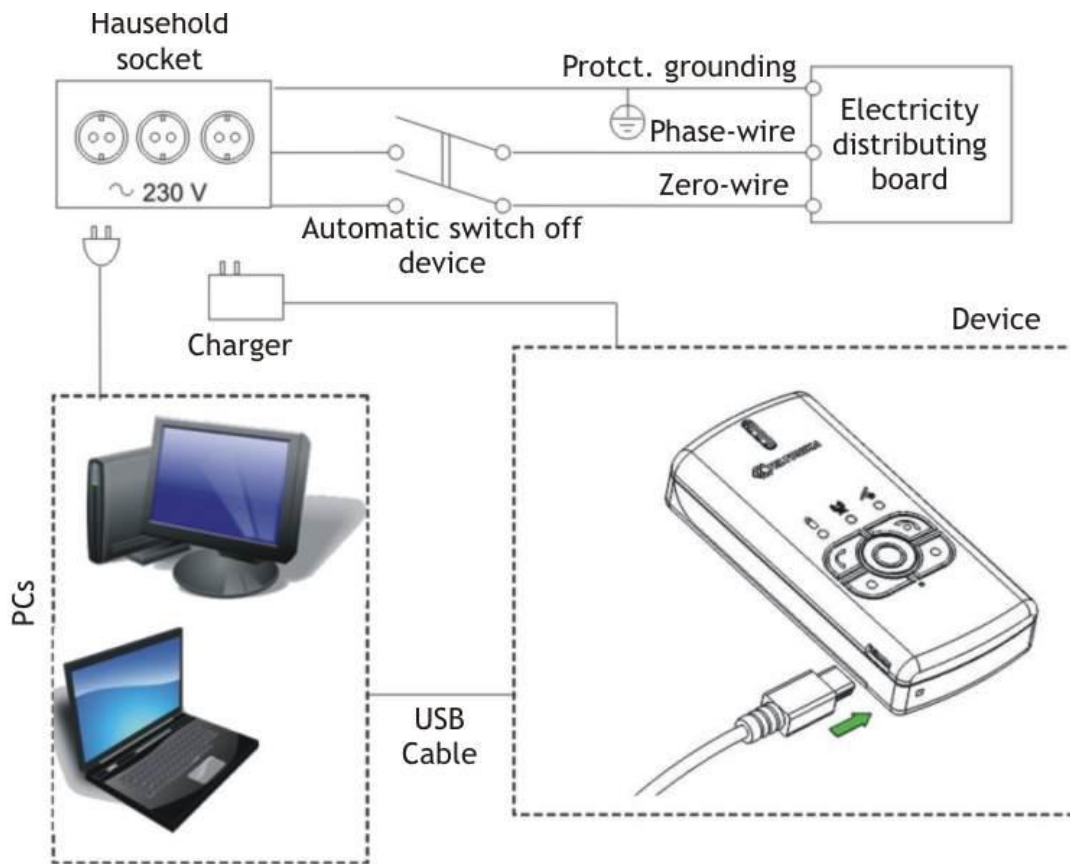 Hausehold
socket
Protct. grounding
Electricity
distributing
board
Phase-wire
Zero-wire
~ 230 V
Automatic switch off
device
Charger
Device
TELTONIKA
PCs
USB
Cable